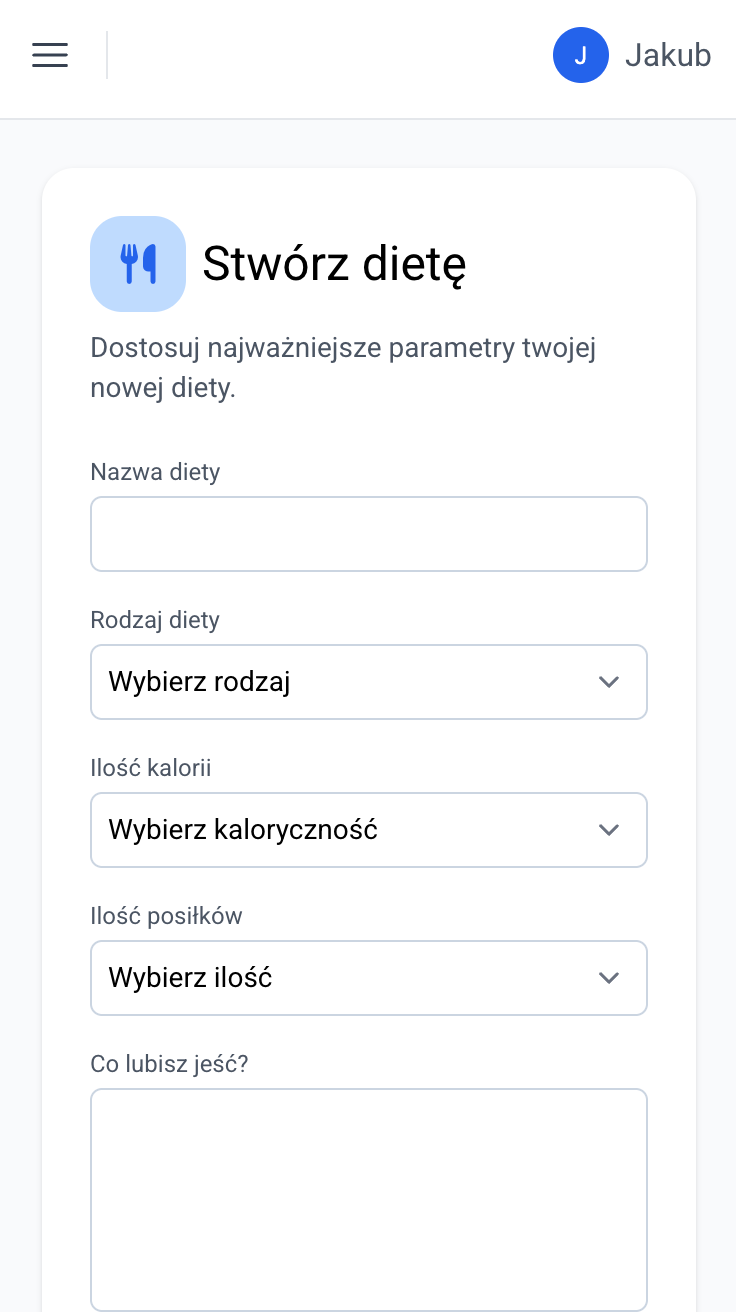 J Jakub
Stwórz dietę
Dostosuj najważniejsze parametry twojej
nowej diety.
Nazwa diety
Rodzaj diety
Wybierz rodzaj
Ilość kalorii
Wybierz kaloryczność
Ilość posiłków
Wybierz ilość
Co lubisz jeść?